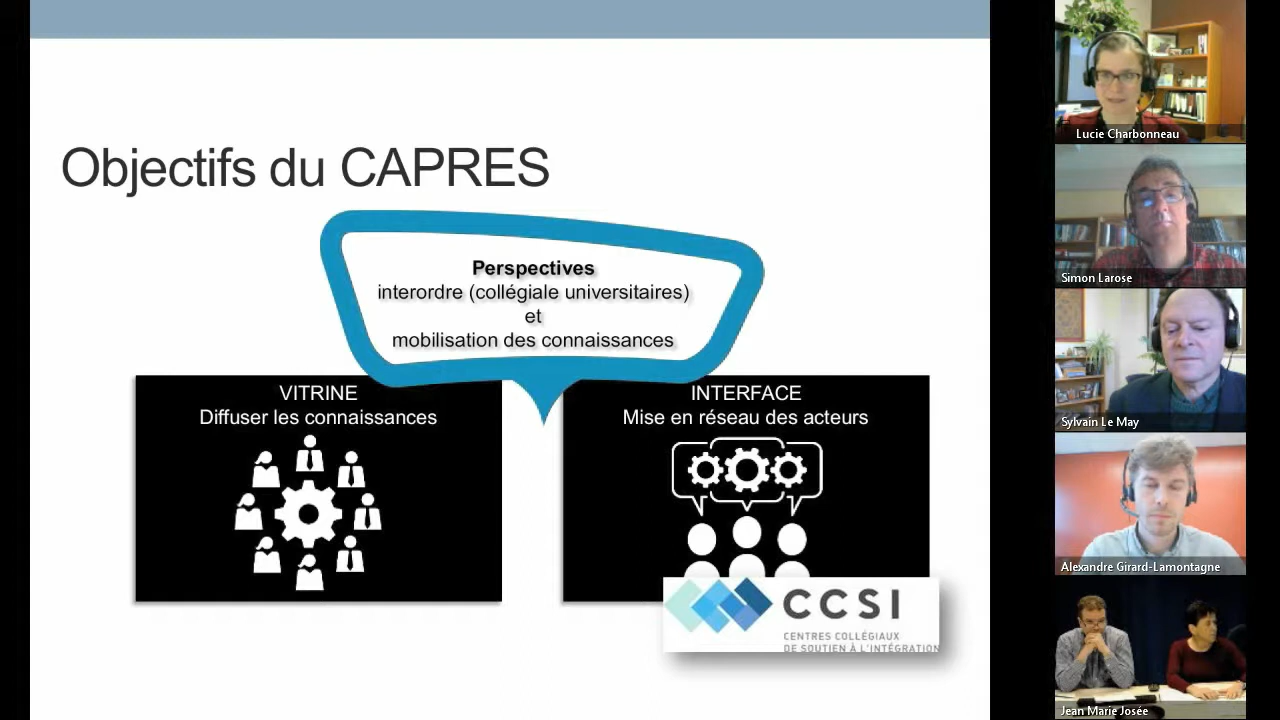 Objectifs du CAPRES
Perspectives
interordre (collégiale universitaires)
et
mobilisation des connaissances
VITRINE
Diffuser les connaissances
INTERFACE
Mise en réseau des acteurs
CCSI
CENTRES COLLÉGIAUX
DE SOUTIEN À L'INTÉGRATION
Lucie Charbonneau
Simon Larose
Sylvain Le May
Alexandre Girard-Lamontagne
Jean Marie Josée